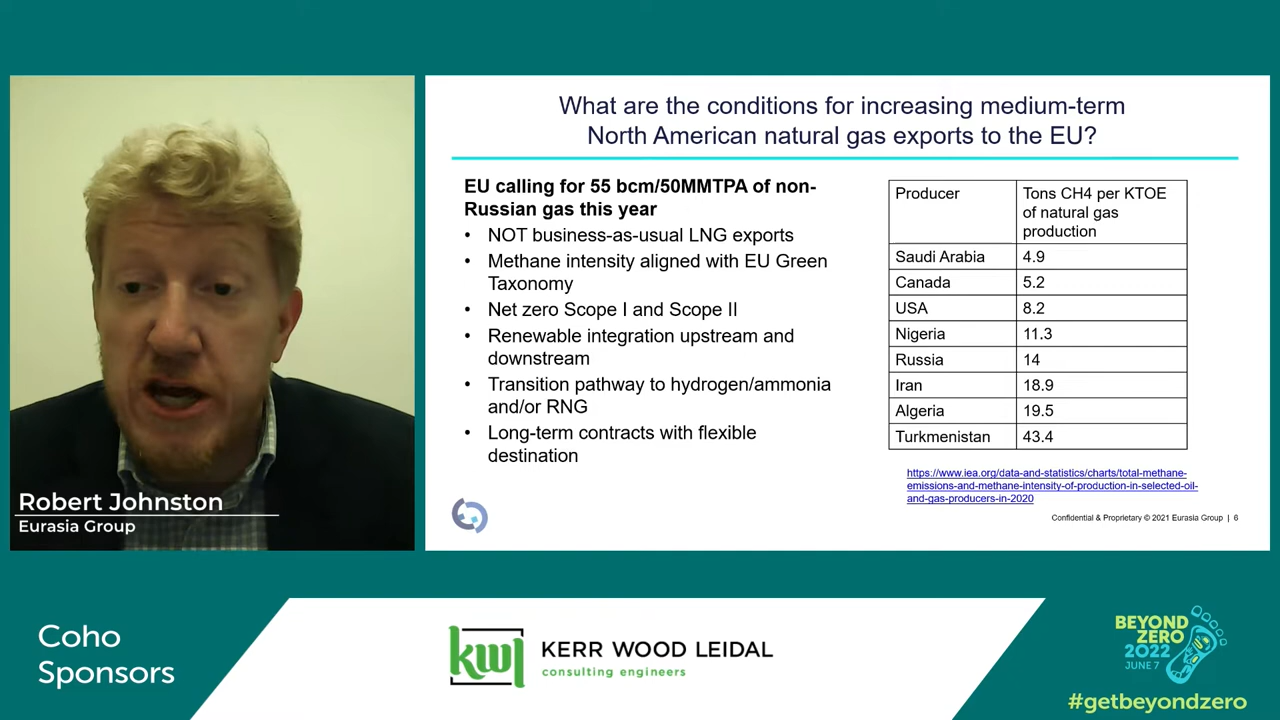 What are the conditions for increasing medium-term
North American natural gas exports to the EU?
EU calling for 55 bcm/50MMTPA of non-
Russian gas this year
• NOT business-as-usual LNG exports
• Methane intensity aligned with EU Green
Taxonomy
• Net zero Scope I and Scope II
• Renewable integration upstream and
downstream
• Transition pathway to hydrogen/ammonia
and/or RNG
• Long-term contracts with flexible
destination
Producer
Tons CH4 per KTOE
of natural gas
production
Saudi Arabia 4.9
Canada 5.2
USA 8.2
Nigeria 11.3
Russia 14
Iran 18.9
Algeria 19.5
Turkmenistan 43.4
https://www.iea.org/data-and-statistics/charts/total-methane-
emissions-and-methane-intensity-of-production-in-selected-oil-
and-gas-producers-in-2020
Confidential & Proprietary © 2021 Eurasia Group | 6
Robert Johnston
Eurasia Group
Coho
Sponsors
kwl
KERR WOOD LEIDAL
consulting engineers
BEYOND
ZERO
2022
JUNE 7
#getbeyondzero